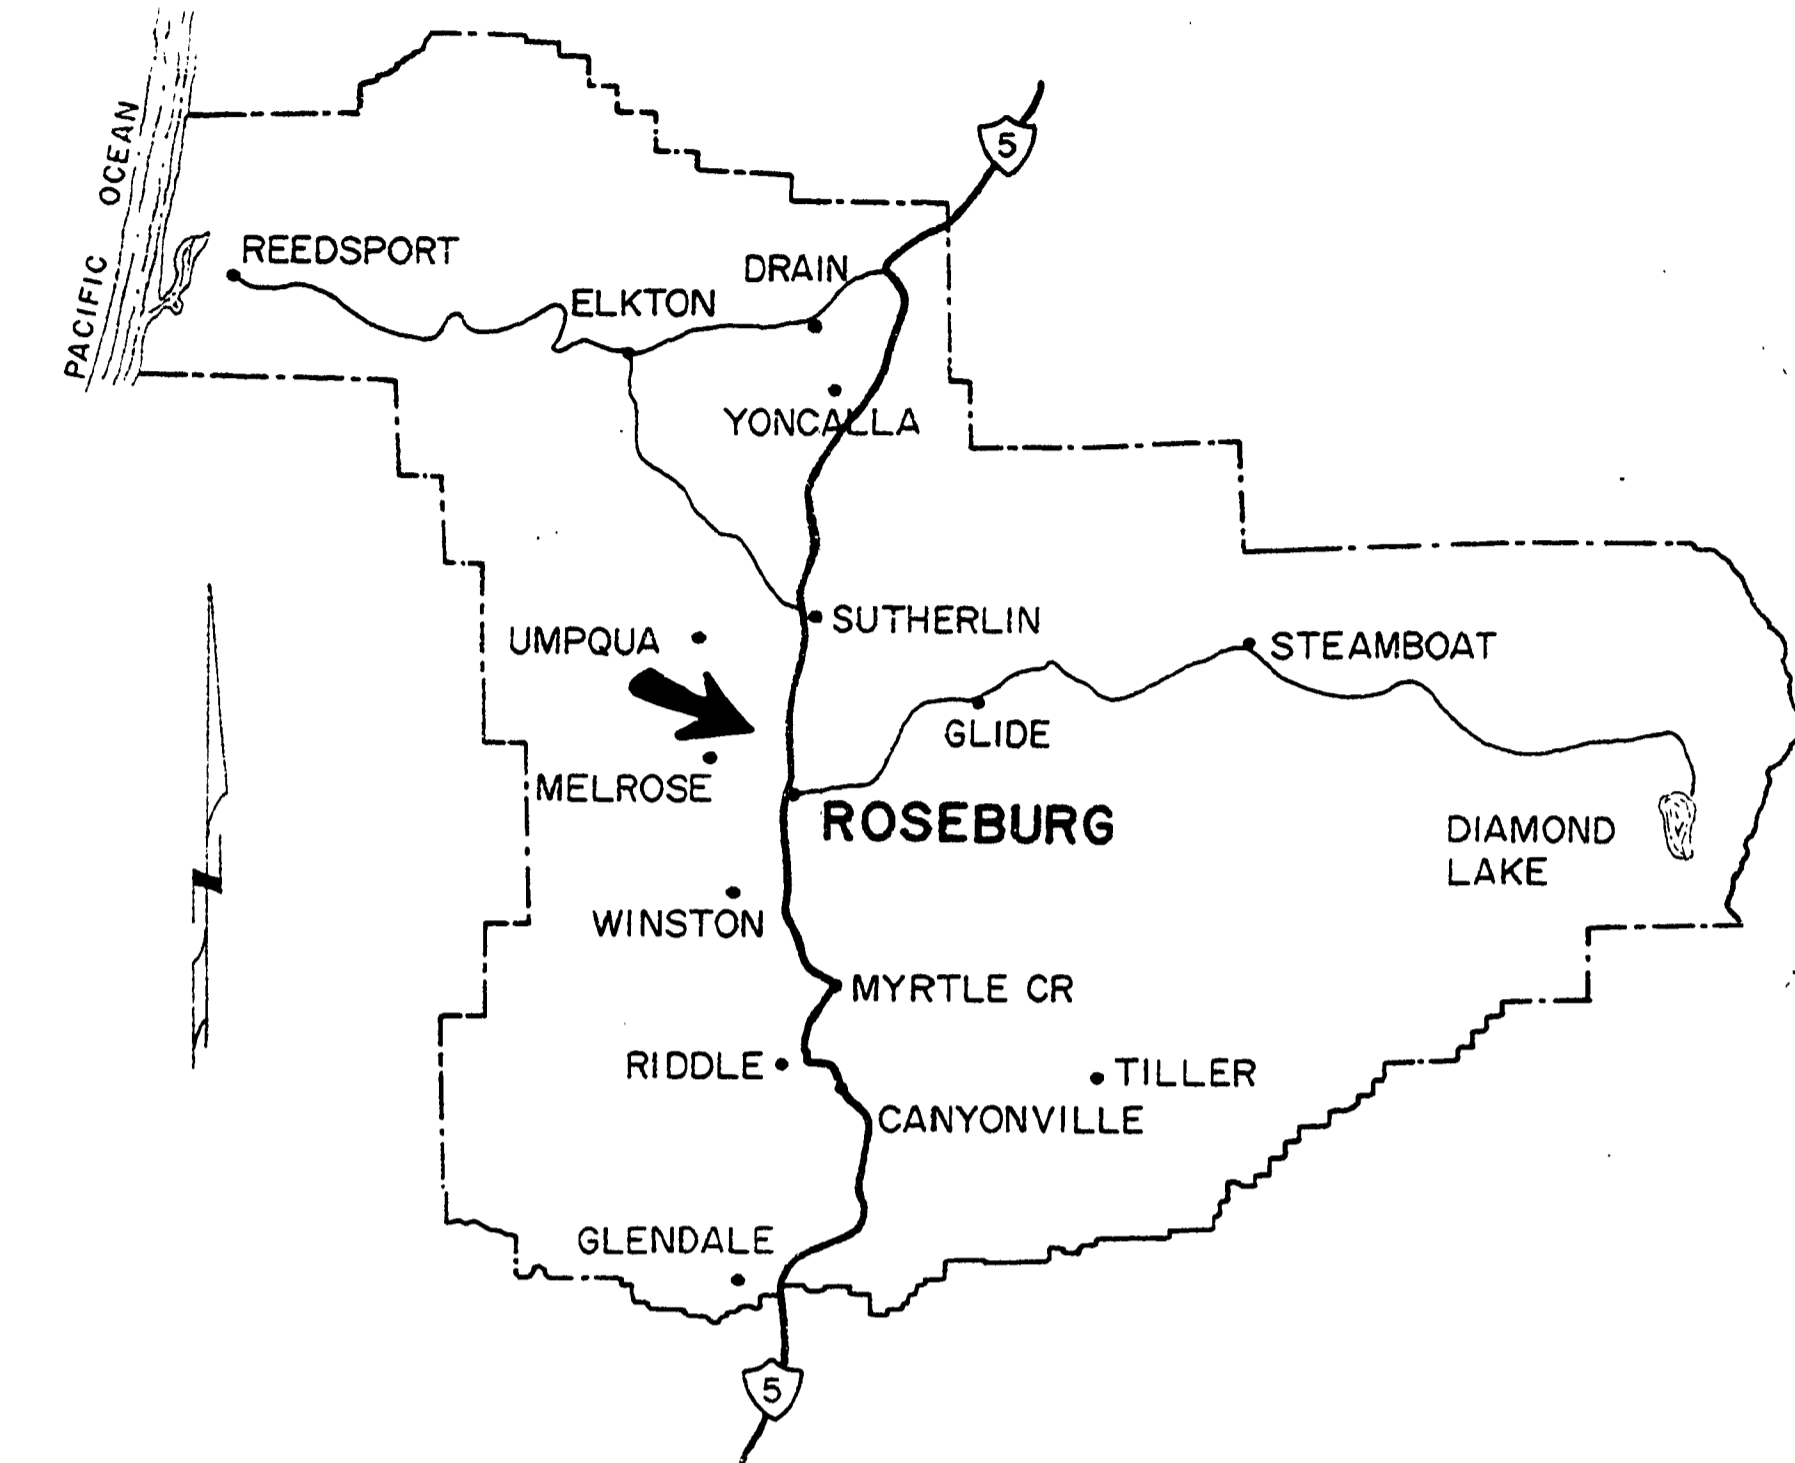 PACIFIC OCEAN
5
REEDSPORT
DRAIN
ELKTON
YONCALLA
SUTHERLIN
UMPQUA
STEAMBOAT
GLIDE
MELROSE
ROSEBURG
DIAMOND
LAKE
WINSTON
MYRTLE CR
RIDDLE
TILLER
CANYONVILLE
GLENDALE
5